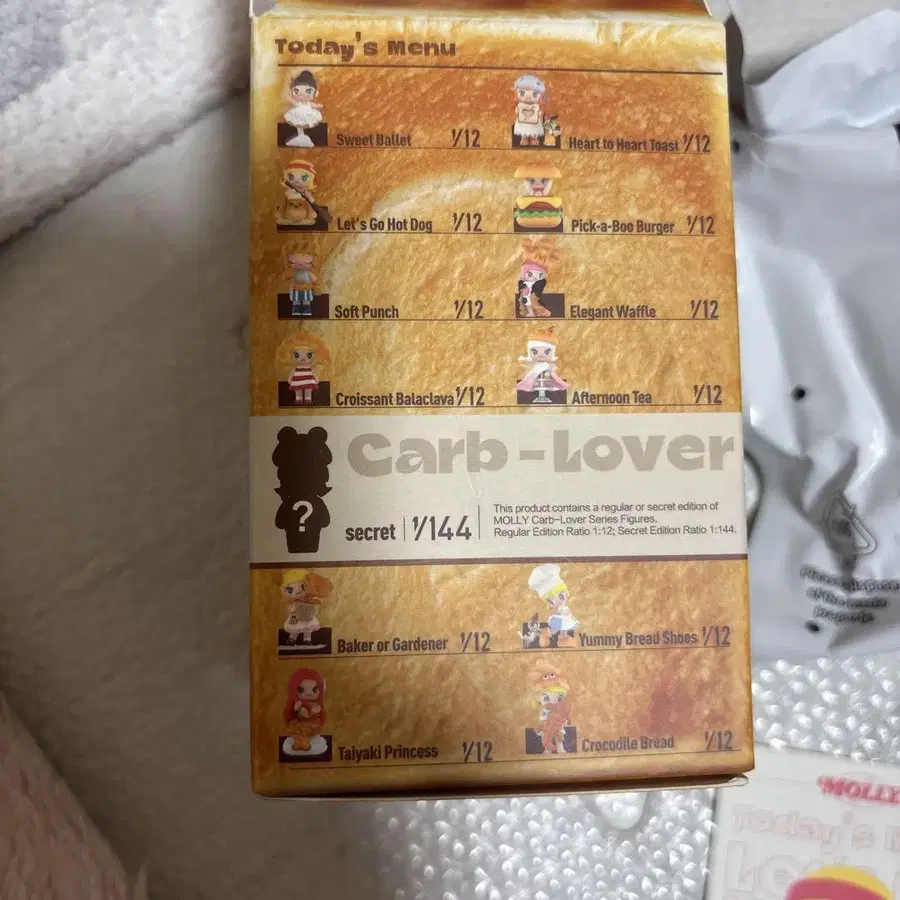 Today's Menu
Sweet Ballet 1/12
Heart to Heart Toast 1/12
Let's Go Hot Dog 1/12
Pick-a-Boo Burger 1/12
Soft Punch 1/12
Elegant Waffle 1/12
Croissant Balaclava 1/12
Afternoon Tea 1/12
Carb-Lover
?
secret 1/144
This product contains a regular or secret edition of
MOLLY Carb-Lover Series Figures.
Regular Edition Ratio 1:12; Secret Edition Ratio 1:144.
Baker or Gardener 1/12
Yummy Bread Shoes 1/12
Taiyaki Princess 1/12
Crocodile Bread 1/12
Please dispose
properly
MOLLY
Today's M
Let's